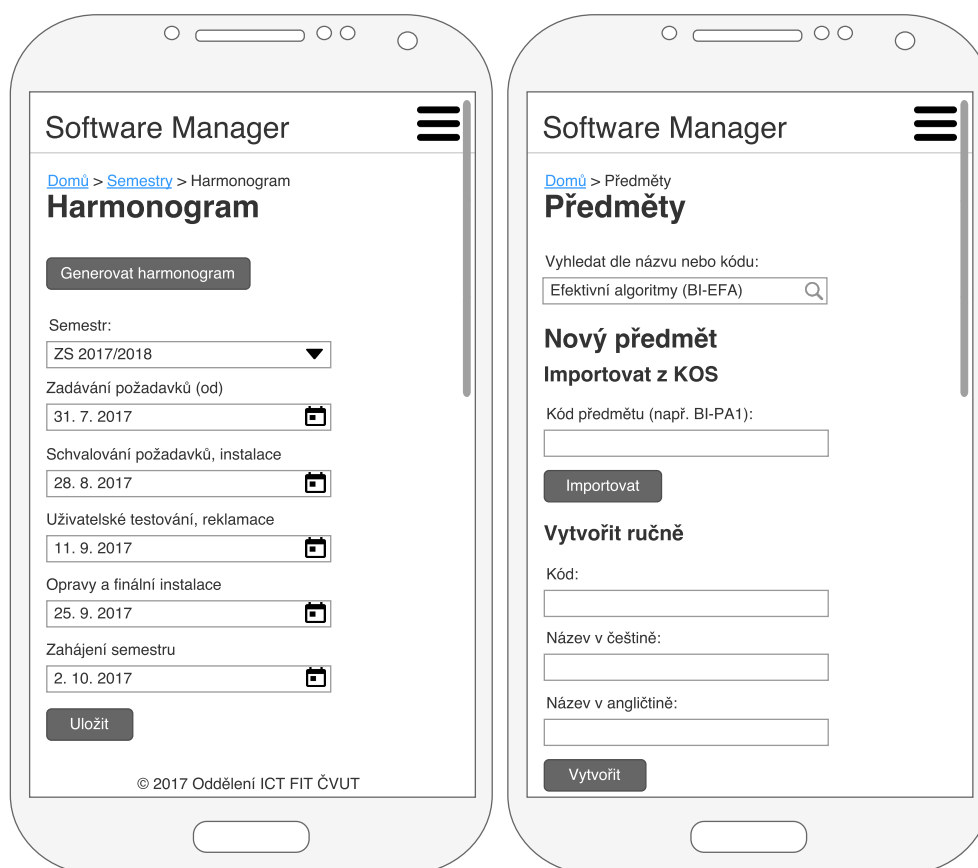 Software Manager
Domů > Semestry > Harmonogram
Harmonogram
Generovat harmonogram
Semestr:
ZS 2017/2018
Zadávání požadavků (od)
31. 7. 2017
Schvalování požadavků, instalace
28. 8. 2017
Uživatelské testování, reklamace
11. 9. 2017
Opravy a finální instalace
25. 9. 2017
Zahájení semestru
2. 10. 2017
Uložit
© 2017 Oddělení ICT FIT ČVUT
Software Manager
Domů > Předměty
Předměty
Vyhledat dle názvu nebo kódu:
Efektivní algoritmy (BI-EFA)
Nový předmět
Importovat z KOS
Kód předmětu (např. BI-PA1):
Importovat
Vytvořit ručně
Kód:
Název v češtině:
Název v angličtině:
Vytvořit